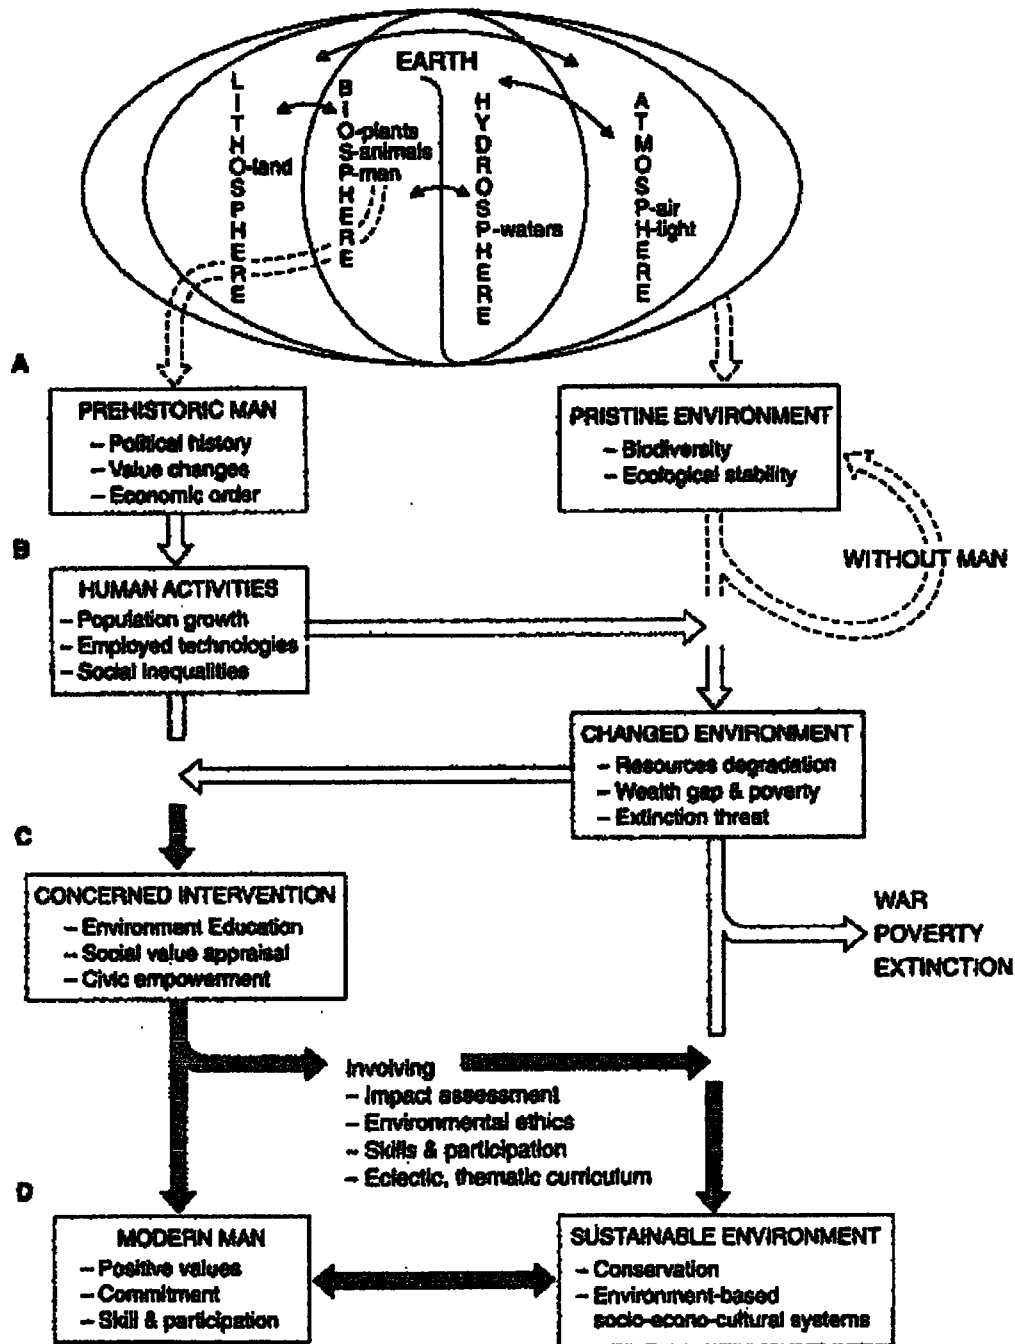 EARTH
LITHOSPHERE
-land
BIOSPHERE
-plants
-animals
-man
HYDROSPHERE
-waters
ATMOSPHERE
-air
-light
A
PREHISTORIC MAN
– Political history
– Value changes
– Economic order
PRISTINE ENVIRONMENT
– Biodiversity
– Ecological stability
WITHOUT MAN
B
HUMAN ACTIVITIES
– Population growth
– Employed technologies
– Social inequalities
CHANGED ENVIRONMENT
– Resources degradation
– Wealth gap & poverty
– Extinction threat
C
CONCERNED INTERVENTION
– Environment Education
– Social value appraisal
– Civic empowerment
WAR
POVERTY
EXTINCTION
Involving
– Impact assessment
– Environmental ethics
– Skills & participation
– Eclectic, thematic curriculum
D
MODERN MAN
– Positive values
– Commitment
– Skill & participation
SUSTAINABLE ENVIRONMENT
– Conservation
– Environment-based
socio-econo-cultural systems